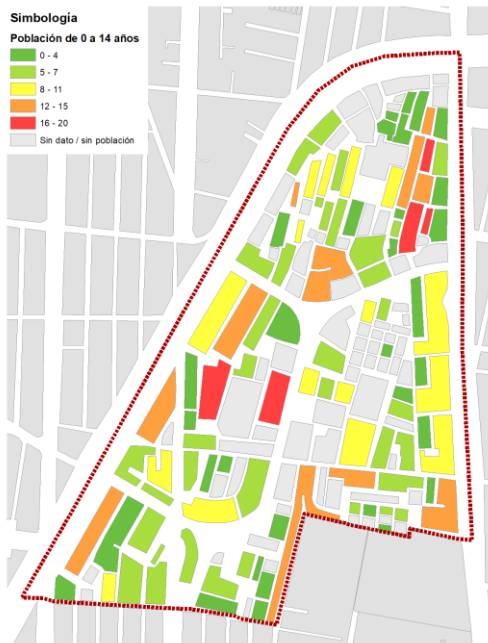 Simbología
Población de 0 a 14 años
0 - 4
5 - 7
8 - 11
12 - 15
16 - 20
Sin dato / sin población